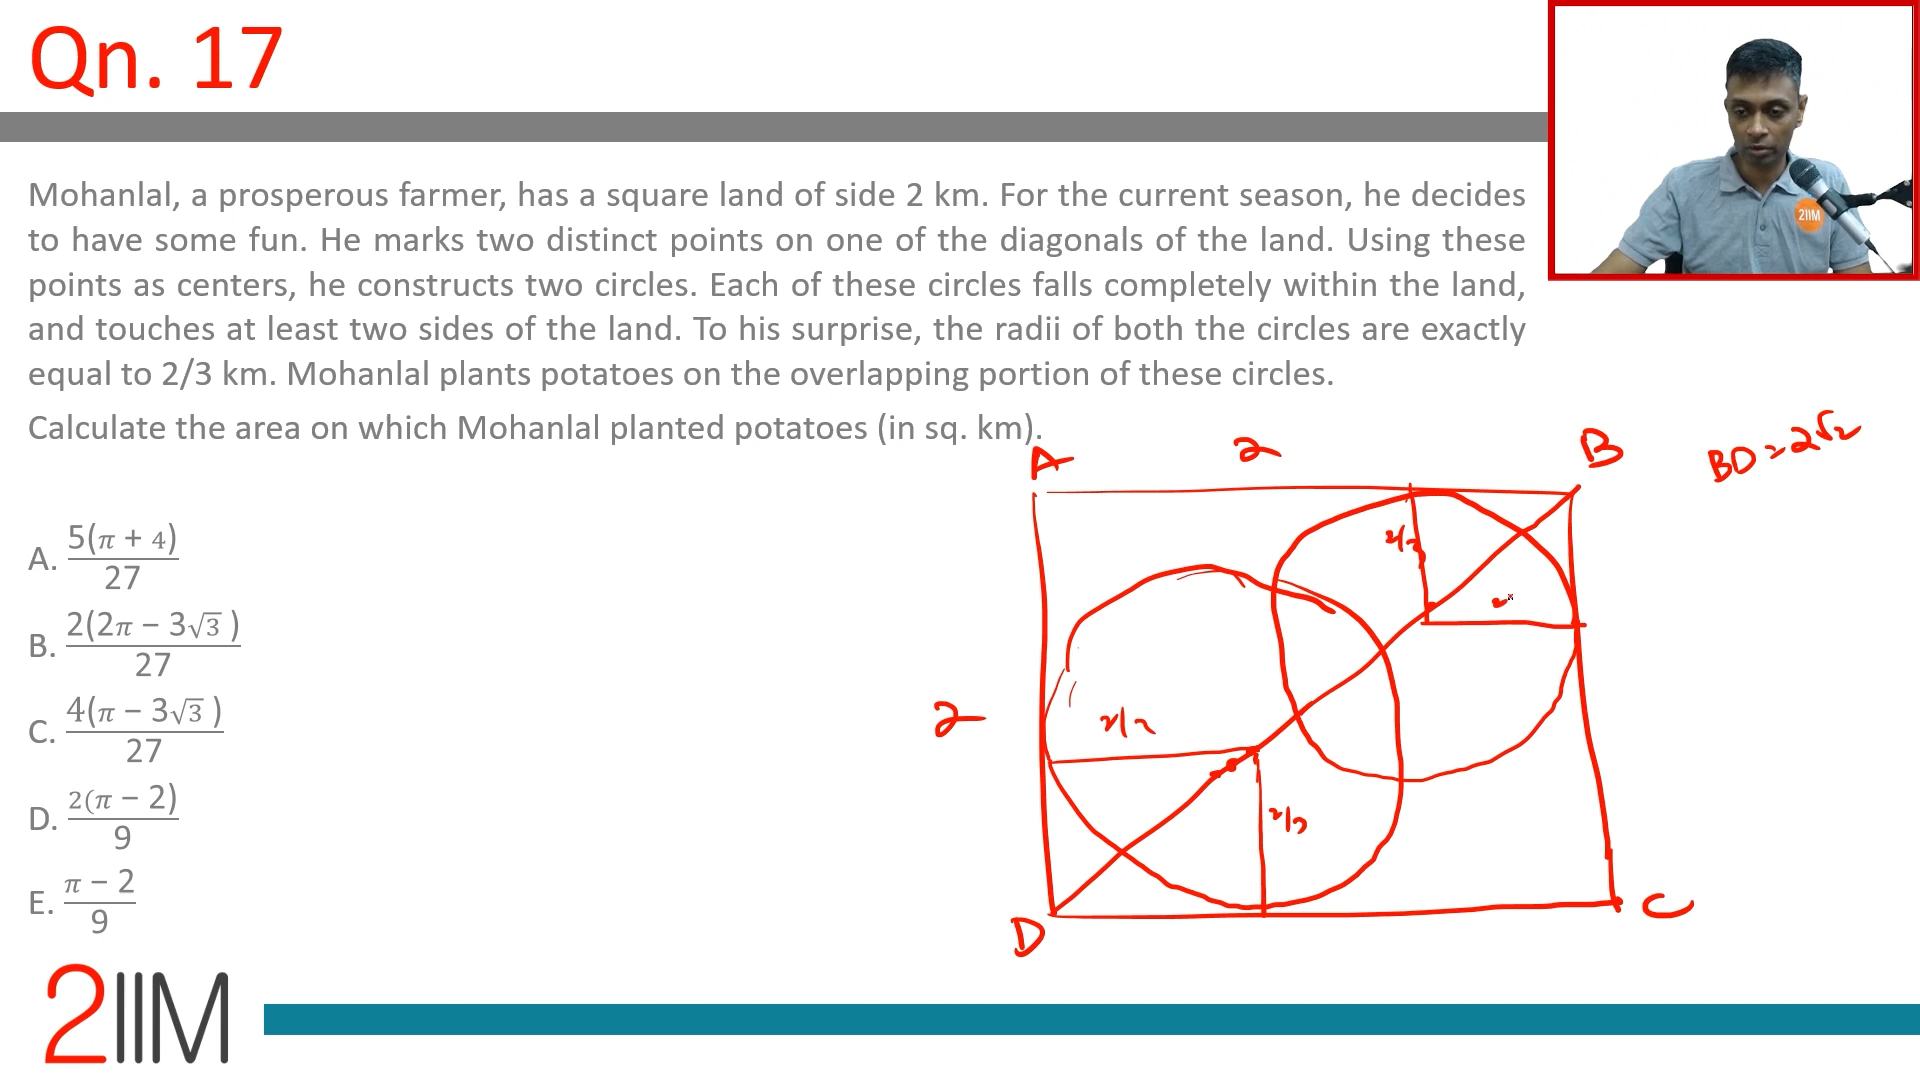 Qn. 17
Mohanlal, a prosperous farmer, has a square land of side 2 km. For the current season, he decides
to have some fun. He marks two distinct points on one of the diagonals of the land. Using these
points as centers, he constructs two circles. Each of these circles falls completely within the land,
and touches at least two sides of the land. To his surprise, the radii of both the circles are exactly
equal to 2/3 km. Mohanlal plants potatoes on the overlapping portion of these circles.
Calculate the area on which Mohanlal planted potatoes (in sq. km).
A 2 B BD = 2√2
A. 5(π + 4)
27
B. 2(2π − 3√3 )
27
C. 4(π − 3√3 )
27
2
D. 2(π − 2)
9
2/3
E. π − 2
9
D C
2IIM
2IIM